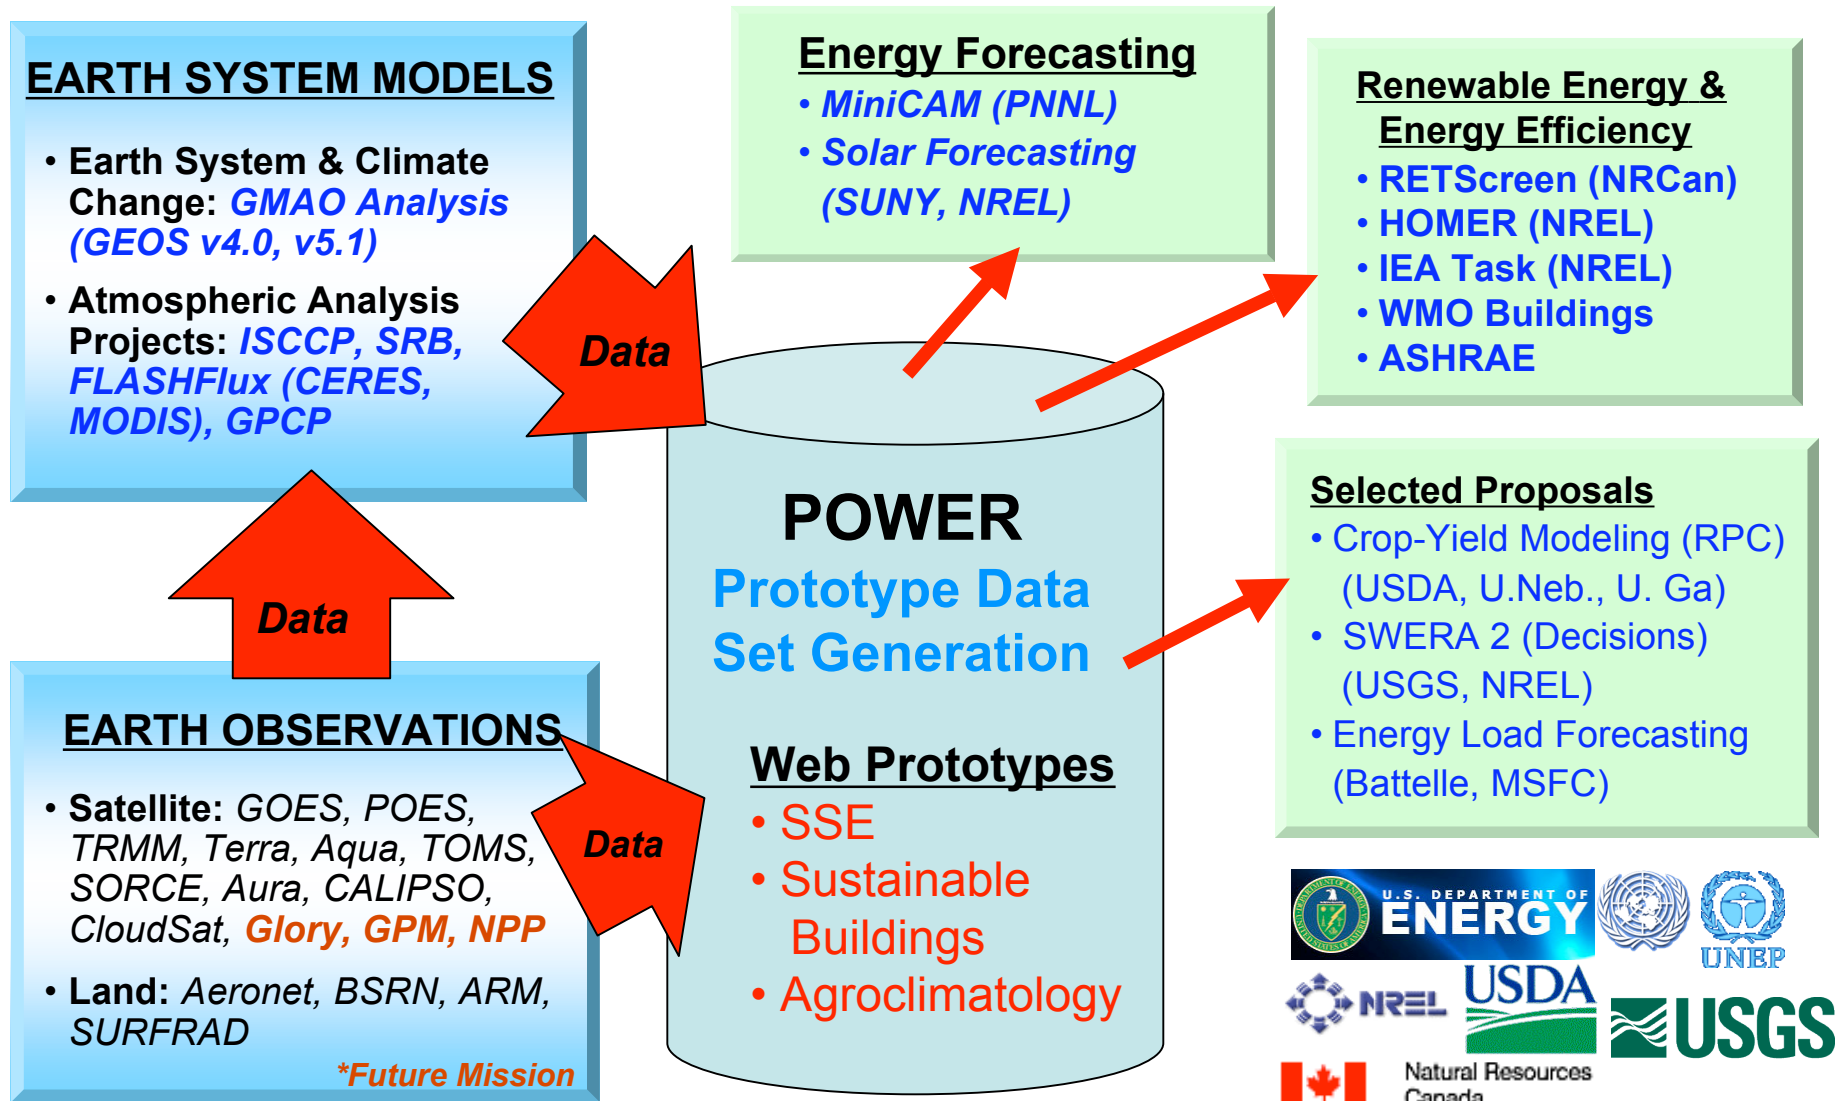 EARTH SYSTEM MODELS
• Earth System & Climate
Change: GMAO Analysis
(GEOS v4.0, v5.1)
• Atmospheric Analysis
Projects: ISCCP, SRB,
FLASHFlux (CERES,
MODIS), GPCP
Data
Data
EARTH OBSERVATIONS
• Satellite: GOES, POES,
TRMM, Terra, Aqua, TOMS,
SORCE, Aura, CALIPSO,
CloudSat, Glory, GPM, NPP
• Land: Aeronet, BSRN, ARM,
SURFRAD
*Future Mission
Data
POWER
Prototype Data
Set Generation
Web Prototypes
• SSE
• Sustainable
Buildings
• Agroclimatology
Energy Forecasting
• MiniCAM (PNNL)
• Solar Forecasting
(SUNY, NREL)
Renewable Energy &
Energy Efficiency
• RETScreen (NRCan)
• HOMER (NREL)
• IEA Task (NREL)
• WMO Buildings
• ASHRAE
Selected Proposals
• Crop-Yield Modeling (RPC)
(USDA, U.Neb., U. Ga)
• SWERA 2 (Decisions)
(USGS, NREL)
• Energy Load Forecasting
(Battelle, MSFC)
U.S. DEPARTMENT OF
ENERGY
UNEP
NREL
USDA
USGS
Natural Resources
Canada